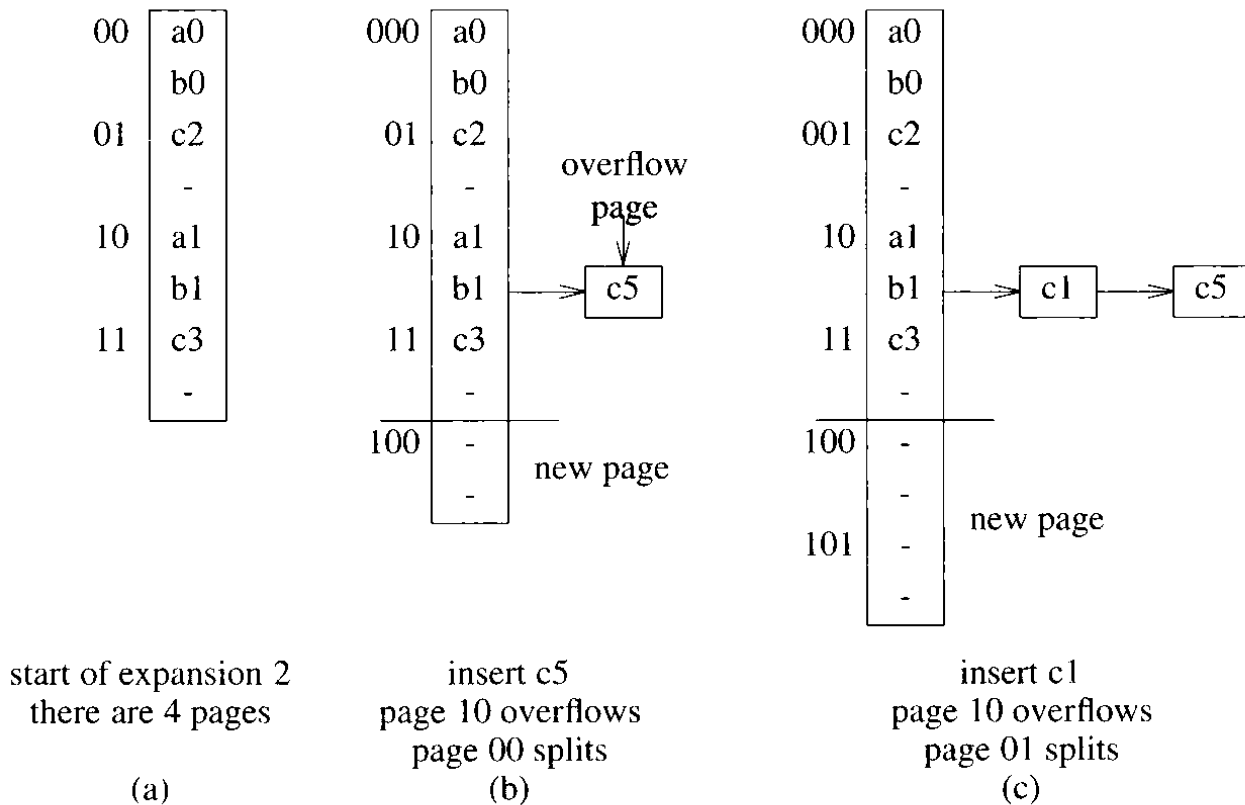 00 a0
b0
01 c2
-
10 a1
b1
11 c3
-
start of expansion 2
there are 4 pages
(a)
000 a0
b0
01 c2
-
overflow
page
10 a1
b1 c5
11 c3
-
100 -
new page
-
insert c5
page 10 overflows
page 00 splits
(b)
000 a0
b0
001 c2
-
10 a1
b1 c1 c5
11 c3
-
100 -
-
new page
101 -
-
insert c1
page 10 overflows
page 01 splits
(c)